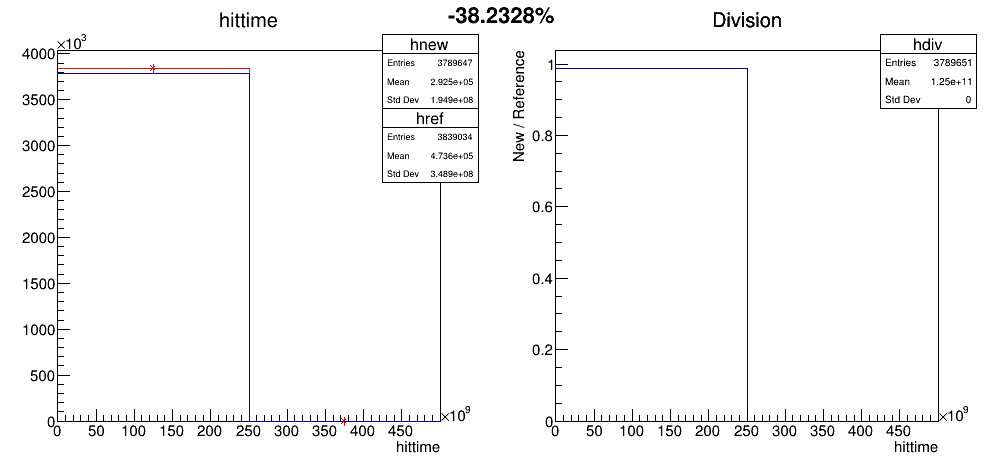 -38.2328%
hittime
×10³
4000
3500
3000
2500
2000
1500
1000
500
0
0 50 100 150 200 250 300 350 400 450
×10⁹
hittime
hnew
Entries 3789647
Mean 2.925e+05
Std Dev 1.949e+08
href
Entries 3839034
Mean 4.736e+05
Std Dev 3.489e+08
Division
New / Reference
1
0.8
0.6
0.4
0.2
0
0 50 100 150 200 250 300 350 400 450
×10⁹
hittime
hdiv
Entries 3789651
Mean 1.25e+11
Std Dev 0